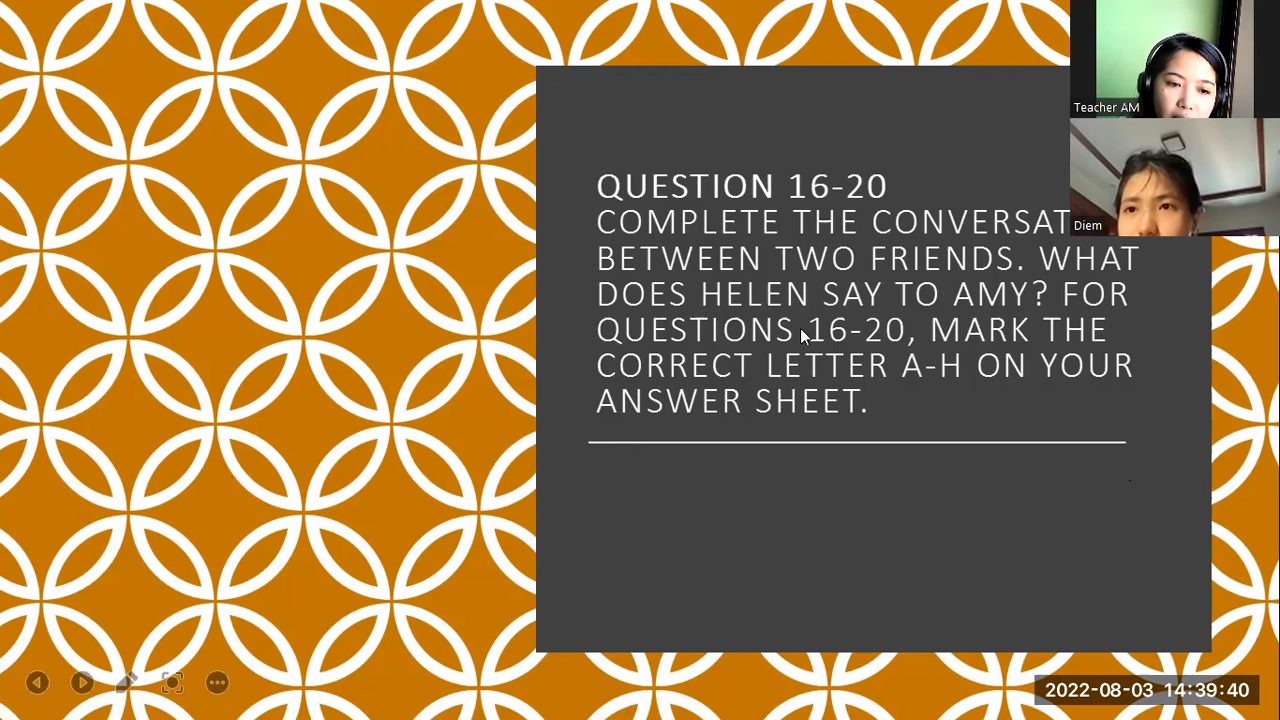 QUESTION 16-20
COMPLETE THE CONVERSAT
BETWEEN TWO FRIENDS. WHAT
DOES HELEN SAY TO AMY? FOR
QUESTIONS 16-20, MARK THE
CORRECT LETTER A-H ON YOUR
ANSWER SHEET.
Teacher AM
Diem
2022-08-03 14:39:40